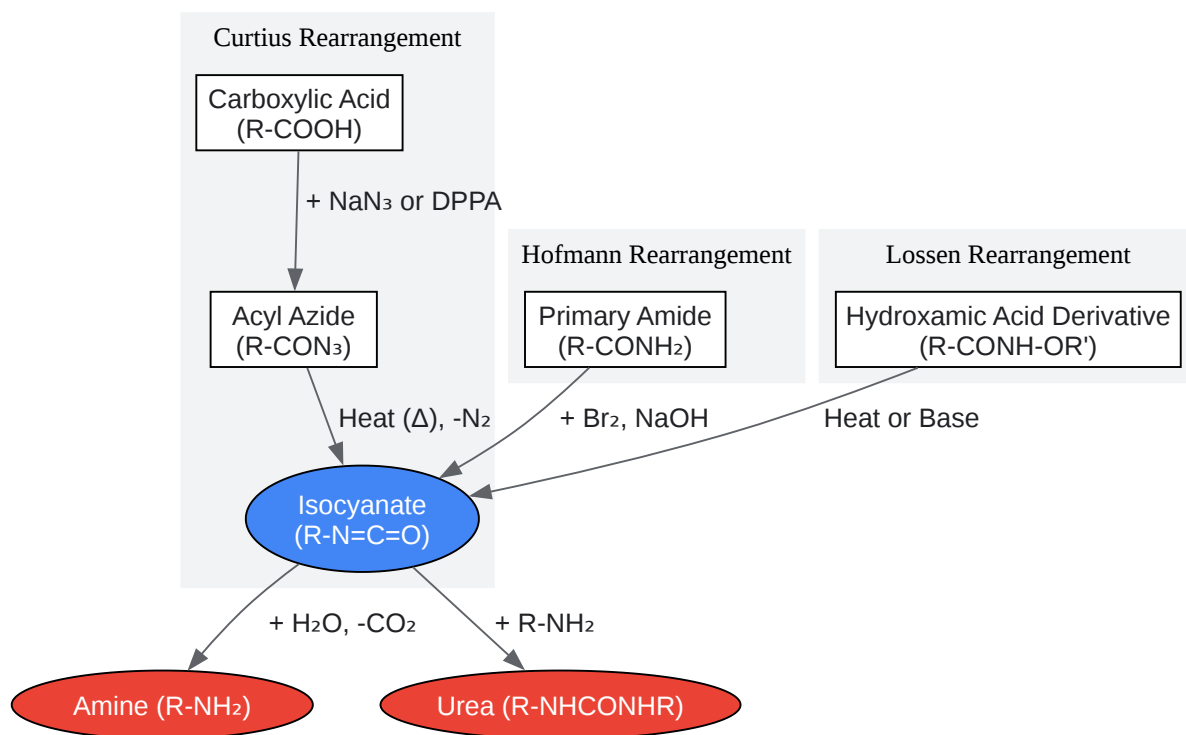 Curtius Rearrangement
Carboxylic Acid
(R-COOH)
+ NaN₃ or DPPA
Hofmann Rearrangement
Lossen Rearrangement
Acyl Azide
(R-CON₃)
Primary Amide
(R-CONH₂)
Hydroxamic Acid Derivative
(R-CONH-OR')
Heat (Δ), -N₂
+ Br₂, NaOH
Heat or Base
Isocyanate
(R-N=C=O)
+ H₂O, -CO₂
+ R-NH₂
Amine (R-NH₂)
Urea (R-NHCONHR)